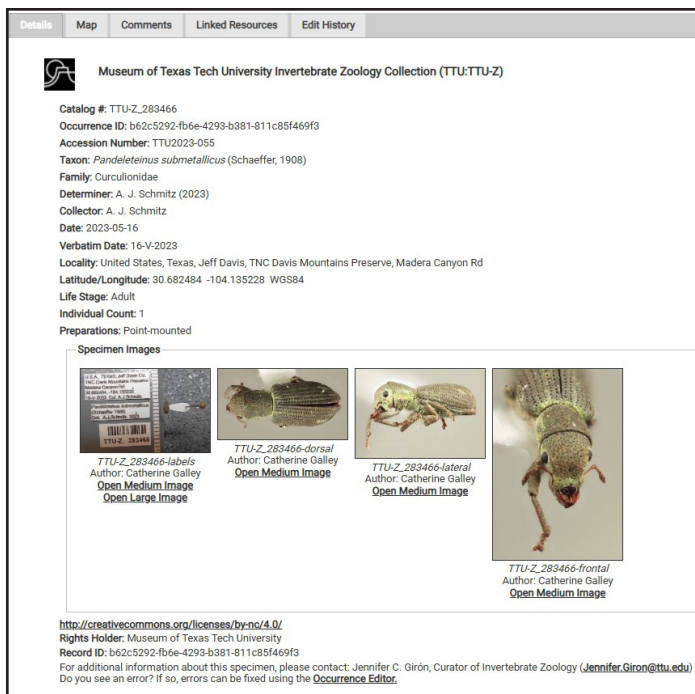 Details Map Comments Linked Resources Edit History
Museum of Texas Tech University Invertebrate Zoology Collection (TTU:TTU-Z)
Catalog #: TTU-Z_283466
Occurrence ID: b62c5292-fb6e-4293-b381-811c85f469f3
Accession Number: TTU2023-055
Taxon: Pandeleteinus submetallicus (Schaeffer, 1908)
Family: Curculionidae
Determiner: A. J. Schmitz (2023)
Collector: A. J. Schmitz
Date: 2023-05-16
Verbatim Date: 16-V-2023
Locality: United States, Texas, Jeff Davis, TNC Davis Mountains Preserve, Madera Canyon Rd
Latitude/Longitude: 30.682484 -104.135228 WGS84
Life Stage: Adult
Individual Count: 1
Preparations: Point-mounted
Specimen Images
TNC Davis Mountains Preserve
Madera Canyon Rd
TTU-Z 283466
TTU-Z_283466-labels
Author: Catherine Galley
Open Medium Image
Open Large Image
TTU-Z_283466-dorsal
Author: Catherine Galley
Open Medium Image
TTU-Z_283466-lateral
Author: Catherine Galley
Open Medium Image
TTU-Z_283466-frontal
Author: Catherine Galley
Open Medium Image
http://creativecommons.org/licenses/by-nc/4.0/
Rights Holder: Museum of Texas Tech University
Record ID: b62c5292-fb6e-4293-b381-811c85f469f3
For additional information about this specimen, please contact: Jennifer C. Girón, Curator of Invertebrate Zoology (Jennifer.Giron@ttu.edu)
Do you see an error? If so, errors can be fixed using the Occurrence Editor.